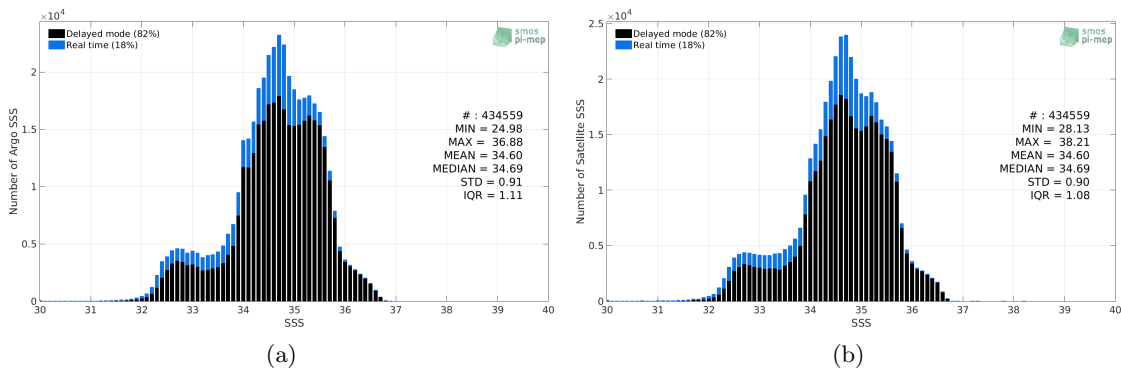 ×10⁴
Delayed mode (82%)
Real time (18%)
smos
pi-mep
Number of Argo SSS
2
1.5
1
0.5
0
# : 434559
MIN = 24.98
MAX = 36.88
MEAN = 34.60
MEDIAN = 34.69
STD = 0.91
IQR = 1.11
30 31 32 33 34 35 36 37 38 39 40
SSS
(a)
×10⁴
2.5
Delayed mode (82%)
Real time (18%)
smos
pi-mep
Number of Satellite SSS
2
1.5
1
0.5
0
# : 434559
MIN = 28.13
MAX = 38.21
MEAN = 34.60
MEDIAN = 34.69
STD = 0.90
IQR = 1.08
30 31 32 33 34 35 36 37 38 39 40
SSS
(b)